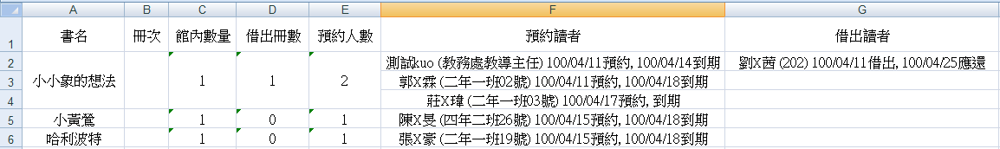 A B C D E F G
1 書名 冊次 館內數量 借出冊數 預約人數 預約讀者 借出讀者
2 測試kuo (教務處教導主任) 100/04/11預約, 100/04/14到期 劉X茜 (202) 100/04/11借出, 100/04/25應還
3 小小象的想法 1 1 2 郭X霖 (二年一班02號) 100/04/11預約, 100/04/18到期
4 莊X瑋 (二年一班03號) 100/04/17預約, 到期
5 小黃鶯 1 0 1 陳X旻 (四年二班26號) 100/04/15預約, 100/04/18到期
6 哈利波特 1 0 1 張X豪 (二年一班19號) 100/04/15預約, 100/04/18到期